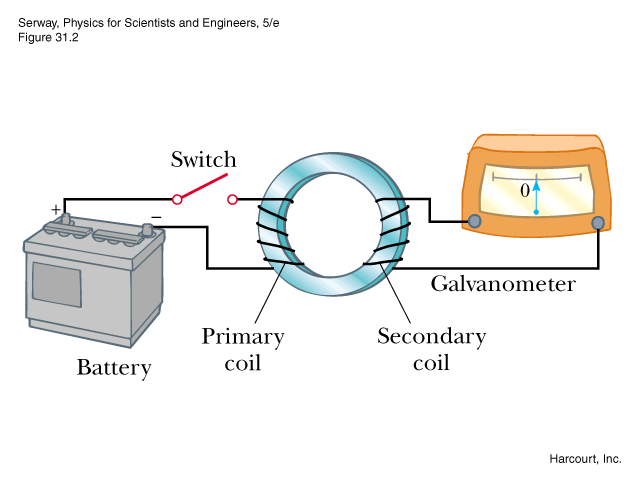 Serway, Physics for Scientists and Engineers, 5/e
Figure 31.2
Switch
+
−
0
Galvanometer
Primary
coil
Secondary
coil
Battery
Harcourt, Inc.